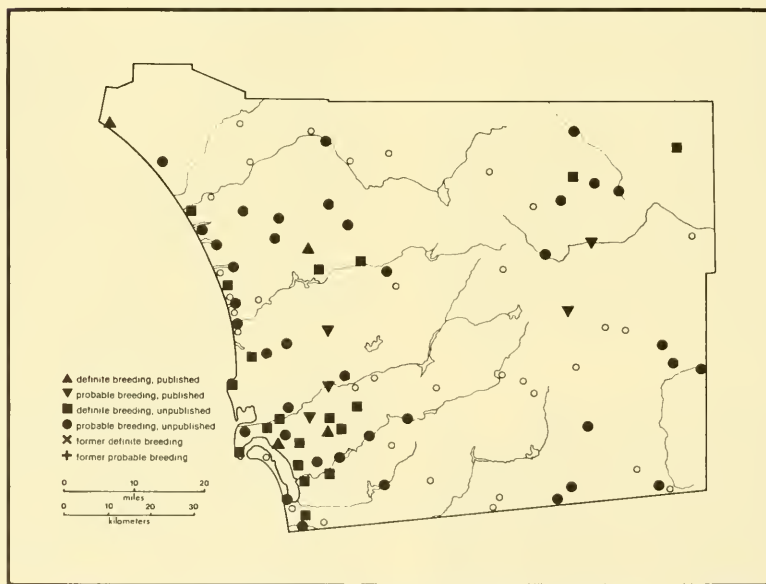 definite breeding, published
probable breeding, published
definite breeding, unpublished
probable breeding, unpublished
former definite breeding
former probable breeding
0 20
miles
0 10 20 30
kilometers